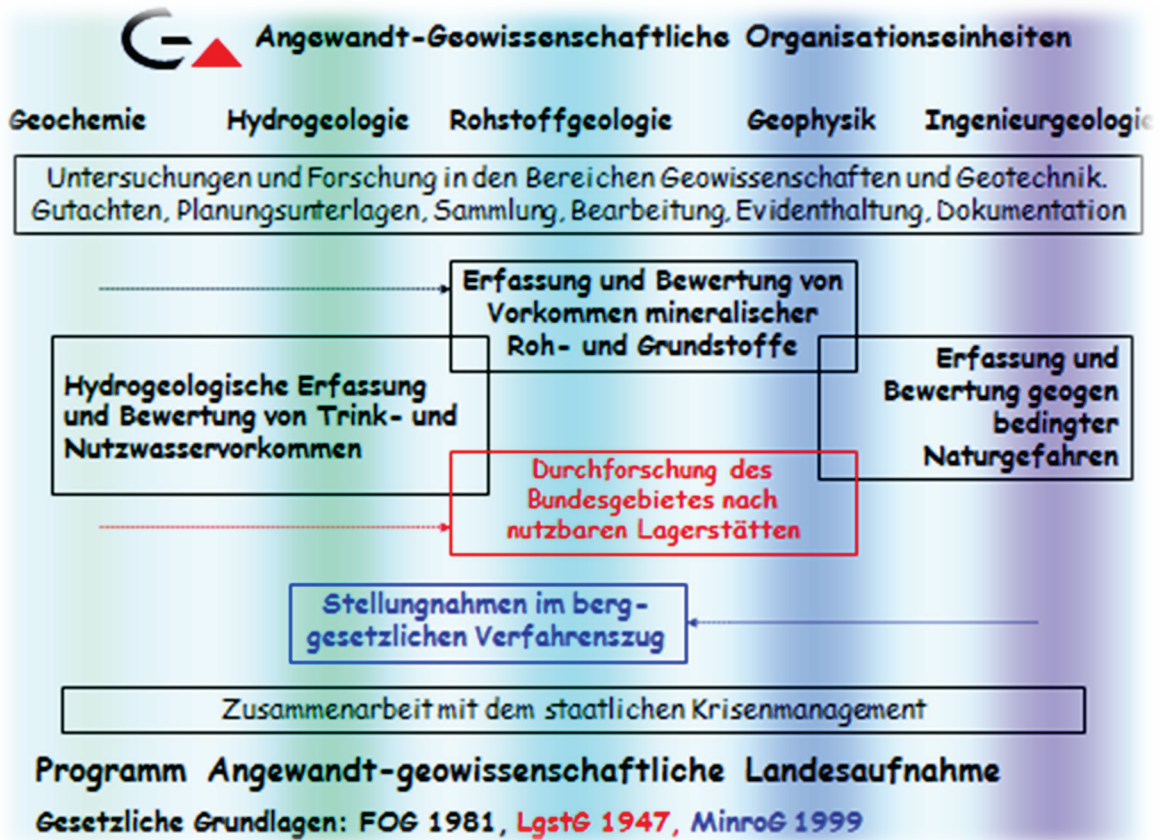 Angewandt-Geowissenschaftliche Organisationseinheiten
Geochemie Hydrogeologie Rohstoffgeologie Geophysik Ingenieurgeologie
Untersuchungen und Forschung in den Bereichen Geowissenschaften und Geotechnik.
Gutachten, Planungsunterlagen, Sammlung, Bearbeitung, Evidenthaltung, Dokumentation
Erfassung und Bewertung von
Vorkommen mineralischer
Roh- und Grundstoffe
Hydrogeologische Erfassung
und Bewertung von Trink- und
Nutzwasservorkommen
Erfassung und
Bewertung geogen
bedingter
Naturgefahren
Durchforschung des
Bundesgebietes nach
nutzbaren Lagerstätten
Stellungnahmen im berg-
gesetzlichen Verfahrenszug
Zusammenarbeit mit dem staatlichen Krisenmanagement
Programm Angewandt-geowissenschaftliche Landesaufnahme
Gesetzliche Grundlagen: FOG 1981, LgstG 1947, MinroG 1999